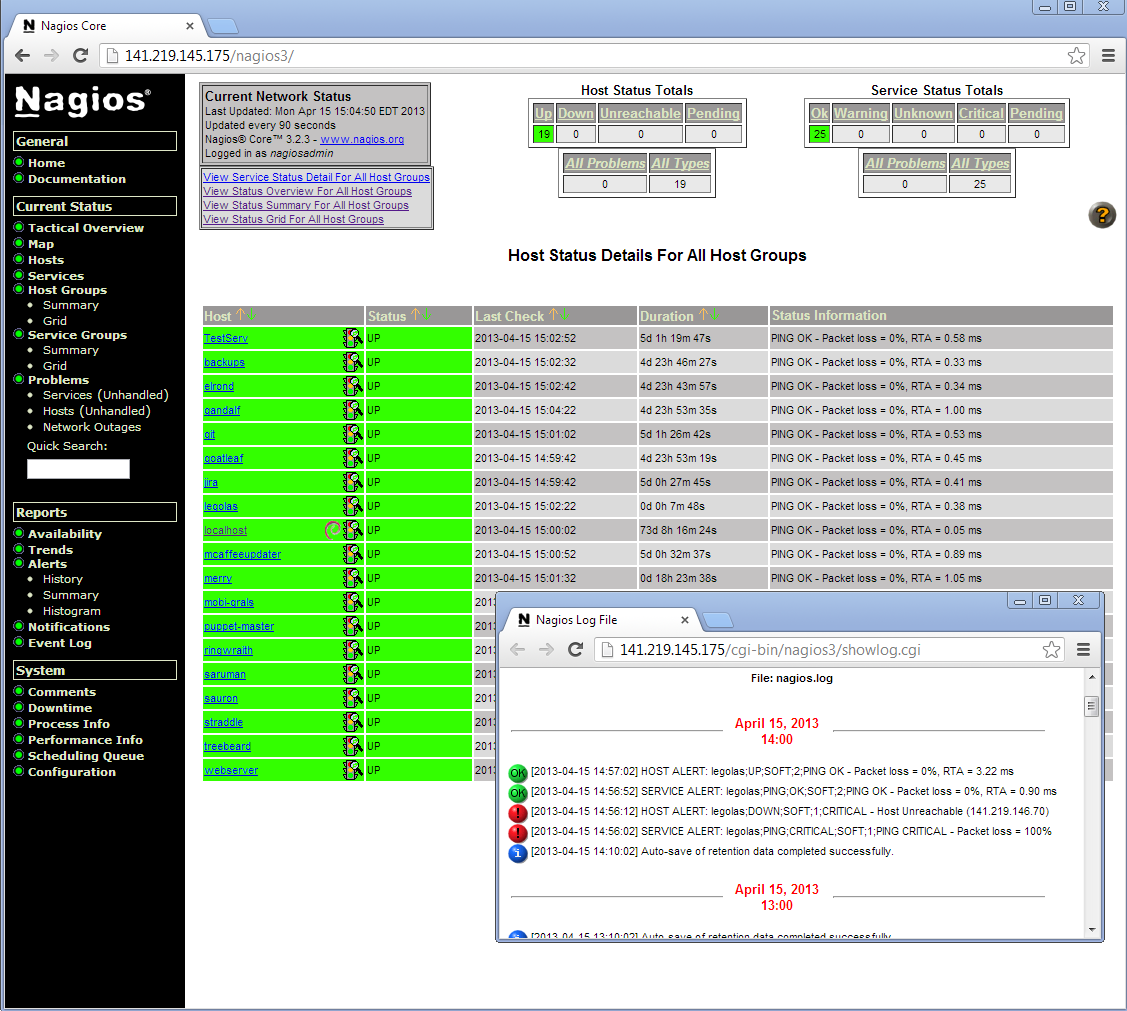 Nagios Core
141.219.145.175/nagios3/
Nagios®
General
Home
Documentation
Current Status
Tactical Overview
Map
Hosts
Services
Host Groups
Summary
Grid
Service Groups
Summary
Grid
Problems
Services (Unhandled)
Hosts (Unhandled)
Network Outages
Quick Search:
Reports
Availability
Trends
Alerts
History
Summary
Histogram
Notifications
Event Log
System
Comments
Downtime
Process Info
Performance Info
Scheduling Queue
Configuration
Current Network Status
Last Updated: Mon Apr 15 15:04:50 EDT 2013
Updated every 90 seconds
Nagios® Core™ 3.2.3 - www.nagios.org
Logged in as nagiosadmin
View Service Status Detail For All Host Groups
View Status Overview For All Host Groups
View Status Summary For All Host Groups
View Status Grid For All Host Groups
Host Status Totals
Up Down Unreachable Pending
19 0 0 0
All Problems All Types
0 19
Service Status Totals
Ok Warning Unknown Critical Pending
25 0 0 0 0
All Problems All Types
0 25
?
Host Status Details For All Host Groups
Host Status Last Check Duration Status Information
TestServ UP 2013-04-15 15:02:52 5d 1h 19m 47s PING OK - Packet loss = 0%, RTA = 0.58 ms
backups UP 2013-04-15 15:02:32 4d 23h 46m 27s PING OK - Packet loss = 0%, RTA = 0.33 ms
elrond UP 2013-04-15 15:02:42 4d 23h 43m 57s PING OK - Packet loss = 0%, RTA = 0.34 ms
gandalf UP 2013-04-15 15:04:22 4d 23h 53m 35s PING OK - Packet loss = 0%, RTA = 1.00 ms
git UP 2013-04-15 15:01:02 5d 1h 26m 42s PING OK - Packet loss = 0%, RTA = 0.53 ms
goatleaf UP 2013-04-15 14:59:42 4d 23h 53m 19s PING OK - Packet loss = 0%, RTA = 0.45 ms
jira UP 2013-04-15 14:59:42 5d 0h 27m 45s PING OK - Packet loss = 0%, RTA = 0.41 ms
legolas UP 2013-04-15 15:02:22 0d 0h 7m 48s PING OK - Packet loss = 0%, RTA = 0.38 ms
localhost UP 2013-04-15 15:00:02 73d 8h 16m 24s PING OK - Packet loss = 0%, RTA = 0.05 ms
mcaffeeupdater UP 2013-04-15 15:00:52 5d 0h 32m 37s PING OK - Packet loss = 0%, RTA = 0.89 ms
merry UP 2013-04-15 15:01:32 0d 18h 23m 38s PING OK - Packet loss = 0%, RTA = 1.05 ms
mobi-grals UP 2013
puppet-master UP 2013
ringwraith UP 2013
saruman UP 2013
sauron UP 2013
straddle UP 2013
treebeard UP 2013
webserver UP 2013
Nagios Log File
141.219.145.175/cgi-bin/nagios3/showlog.cgi
File: nagios.log
April 15, 2013
14:00
OK [2013-04-15 14:57:02] HOST ALERT: legolas;UP;SOFT;2;PING OK - Packet loss = 0%, RTA = 3.22 ms
OK [2013-04-15 14:56:52] SERVICE ALERT: legolas;PING;OK;SOFT;2;PING OK - Packet loss = 0%, RTA = 0.90 ms
! [2013-04-15 14:56:12] HOST ALERT: legolas;DOWN;SOFT;1;CRITICAL - Host Unreachable (141.219.146.70)
! [2013-04-15 14:56:02] SERVICE ALERT: legolas;PING;CRITICAL;SOFT;1;PING CRITICAL - Packet loss = 100%
i [2013-04-15 14:10:02] Auto-save of retention data completed successfully.
April 15, 2013
13:00
[2013-04-15 13:10:02] Auto-save of retention data completed successfully.